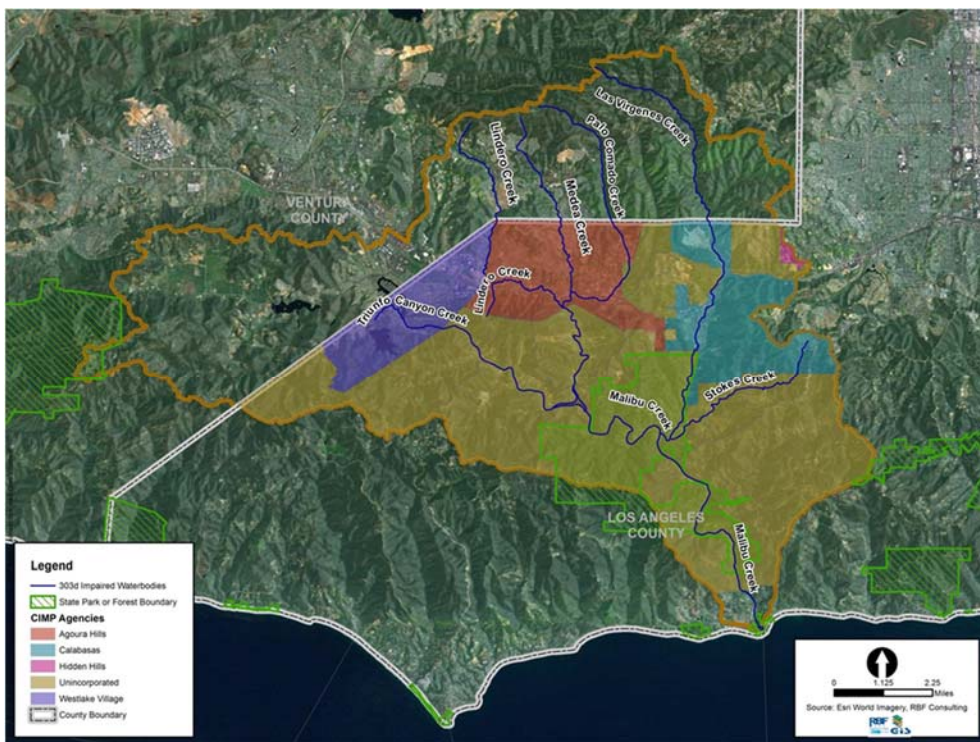 Las Virgenes Creek
Palo Comado Creek
Lindero Creek
Medea Creek
VENTURA
COUNTY
Lindero Creek
Triunfo Canyon Creek
Malibu Creek
Stokes Creek
LOS ANGELES
COUNTY
Malibu Creek
Legend
303d Impaired Waterbodies
State Park or Forest Boundary
CIMP Agencies
Agoura Hills
Calabasas
Hidden Hills
Unincorporated
Westlake Village
County Boundary
0 1.125 2.25
Miles
Source: Esri World Imagery, RBF Consulting
RBF GIS